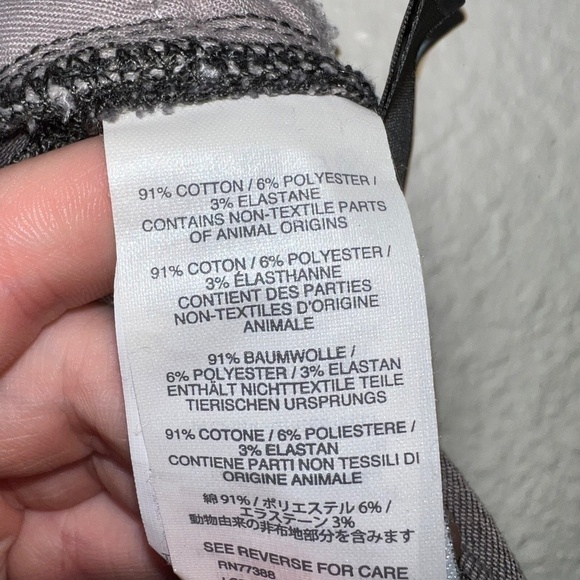 91% COTTON / 6% POLYESTER /
3% ELASTANE
CONTAINS NON-TEXTILE PARTS
OF ANIMAL ORIGINS
91% COTON / 6% POLYESTER /
3% ÉLASTHANNE
CONTIENT DES PARTIES
NON-TEXTILES D'ORIGINE
ANIMALE
91% BAUMWOLLE /
6% POLYESTER / 3% ELASTAN
ENTHÄLT NICHTTEXTILE TEILE
TIERISCHEN URSPRUNGS
91% COTONE / 6% POLIESTERE /
3% ELASTAN
CONTIENE PARTI NON TESSILI DI
ORIGINE ANIMALE
綿 91% / ポリエステル 6% /
エラステーン 3%
動物由来の非布地部分を含みます
SEE REVERSE FOR CARE
RN77388